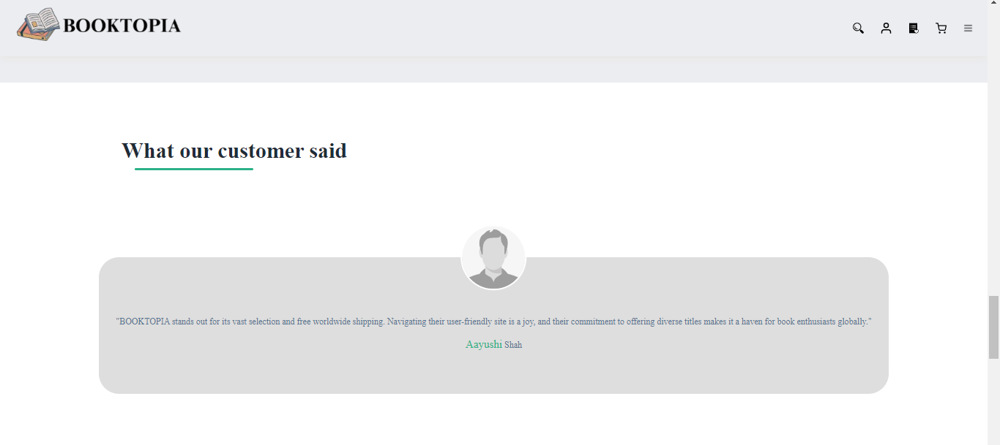 BOOKTOPIA
What our customer said
"BOOKTOPIA stands out for its vast selection and free worldwide shipping. Navigating their user-friendly site is a joy, and their commitment to offering diverse titles makes it a haven for book enthusiasts globally."
Aayushi Shah